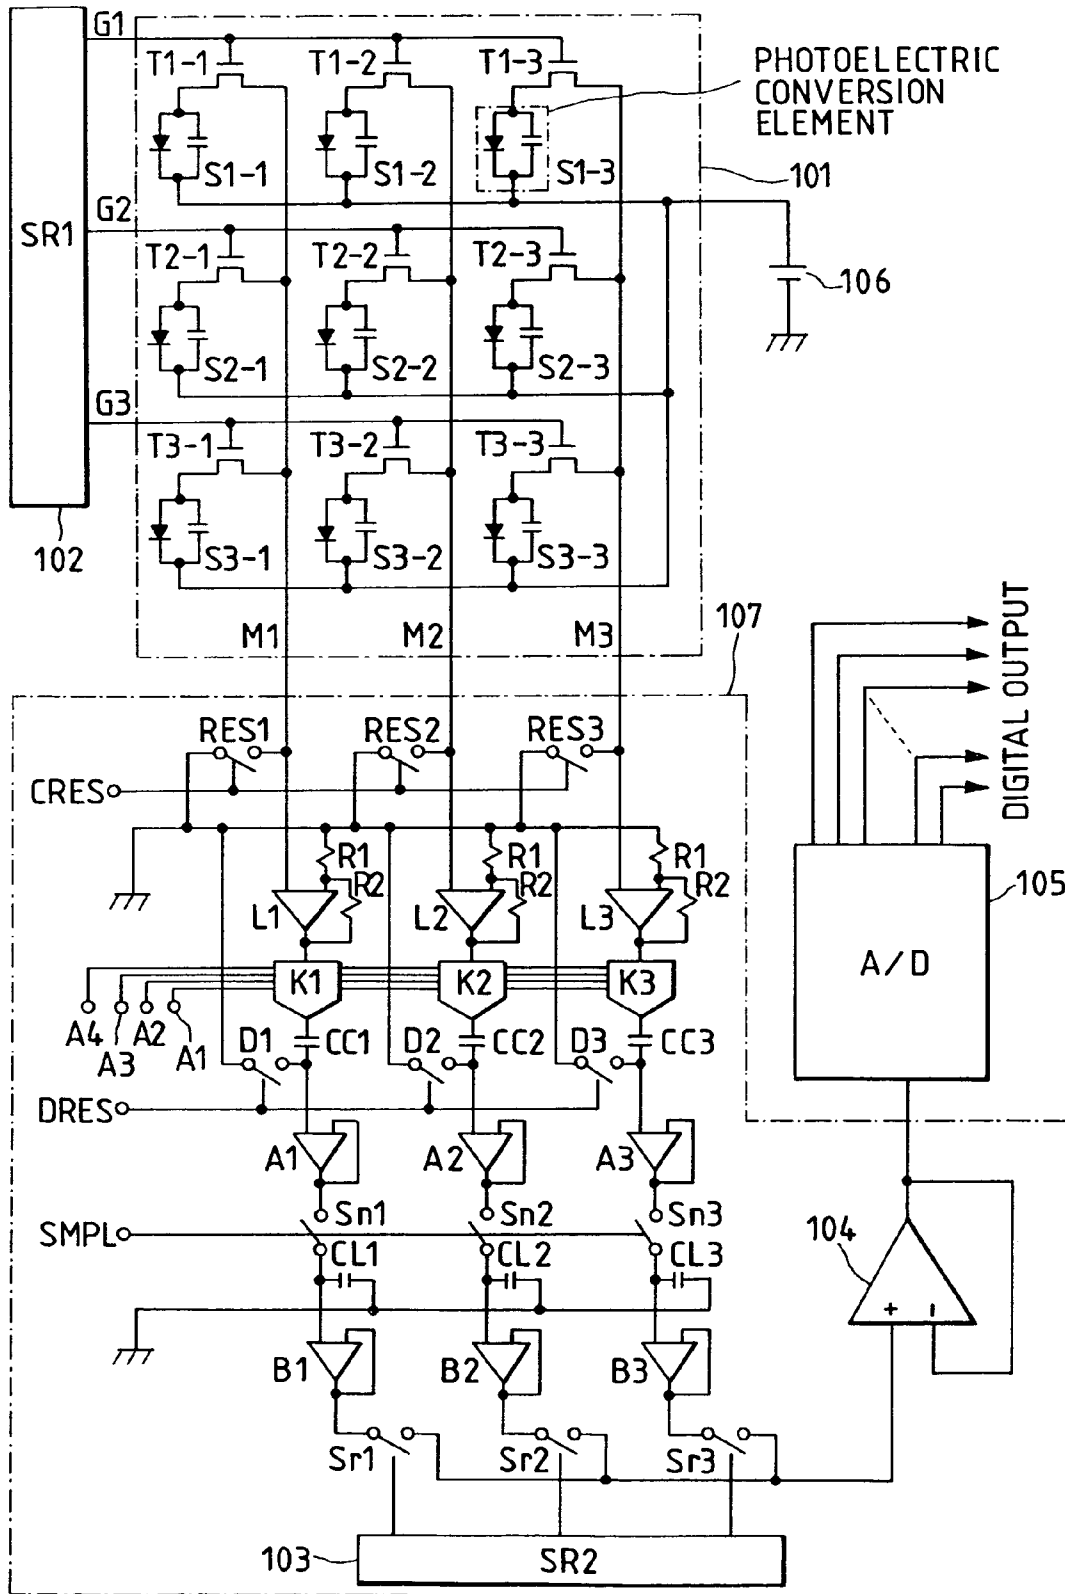 G1
T1-1 T1-2 T1-3
PHOTOELECTRIC
CONVERSION
ELEMENT
S1-1 S1-2 S1-3
101
G2
SR1
T2-1 T2-2 T2-3
106
S2-1 S2-2 S2-3
G3
T3-1 T3-2 T3-3
102
S3-1 S3-2 S3-3
M1 M2 M3
107
DIGITAL OUTPUT
RES1 RES2 RES3
CRES
R1 R1 R1
R2 R2 R2
L1 L2 L3
105
A/D
K1 K2 K3
A4 A3 A2 A1
D1 CC1 D2 CC2 D3 CC3
DRES
A1 A2 A3
Sn1 Sn2 Sn3
SMPL
CL1 CL2 CL3
104
+ −
B1 B2 B3
Sr1 Sr2 Sr3
103
SR2